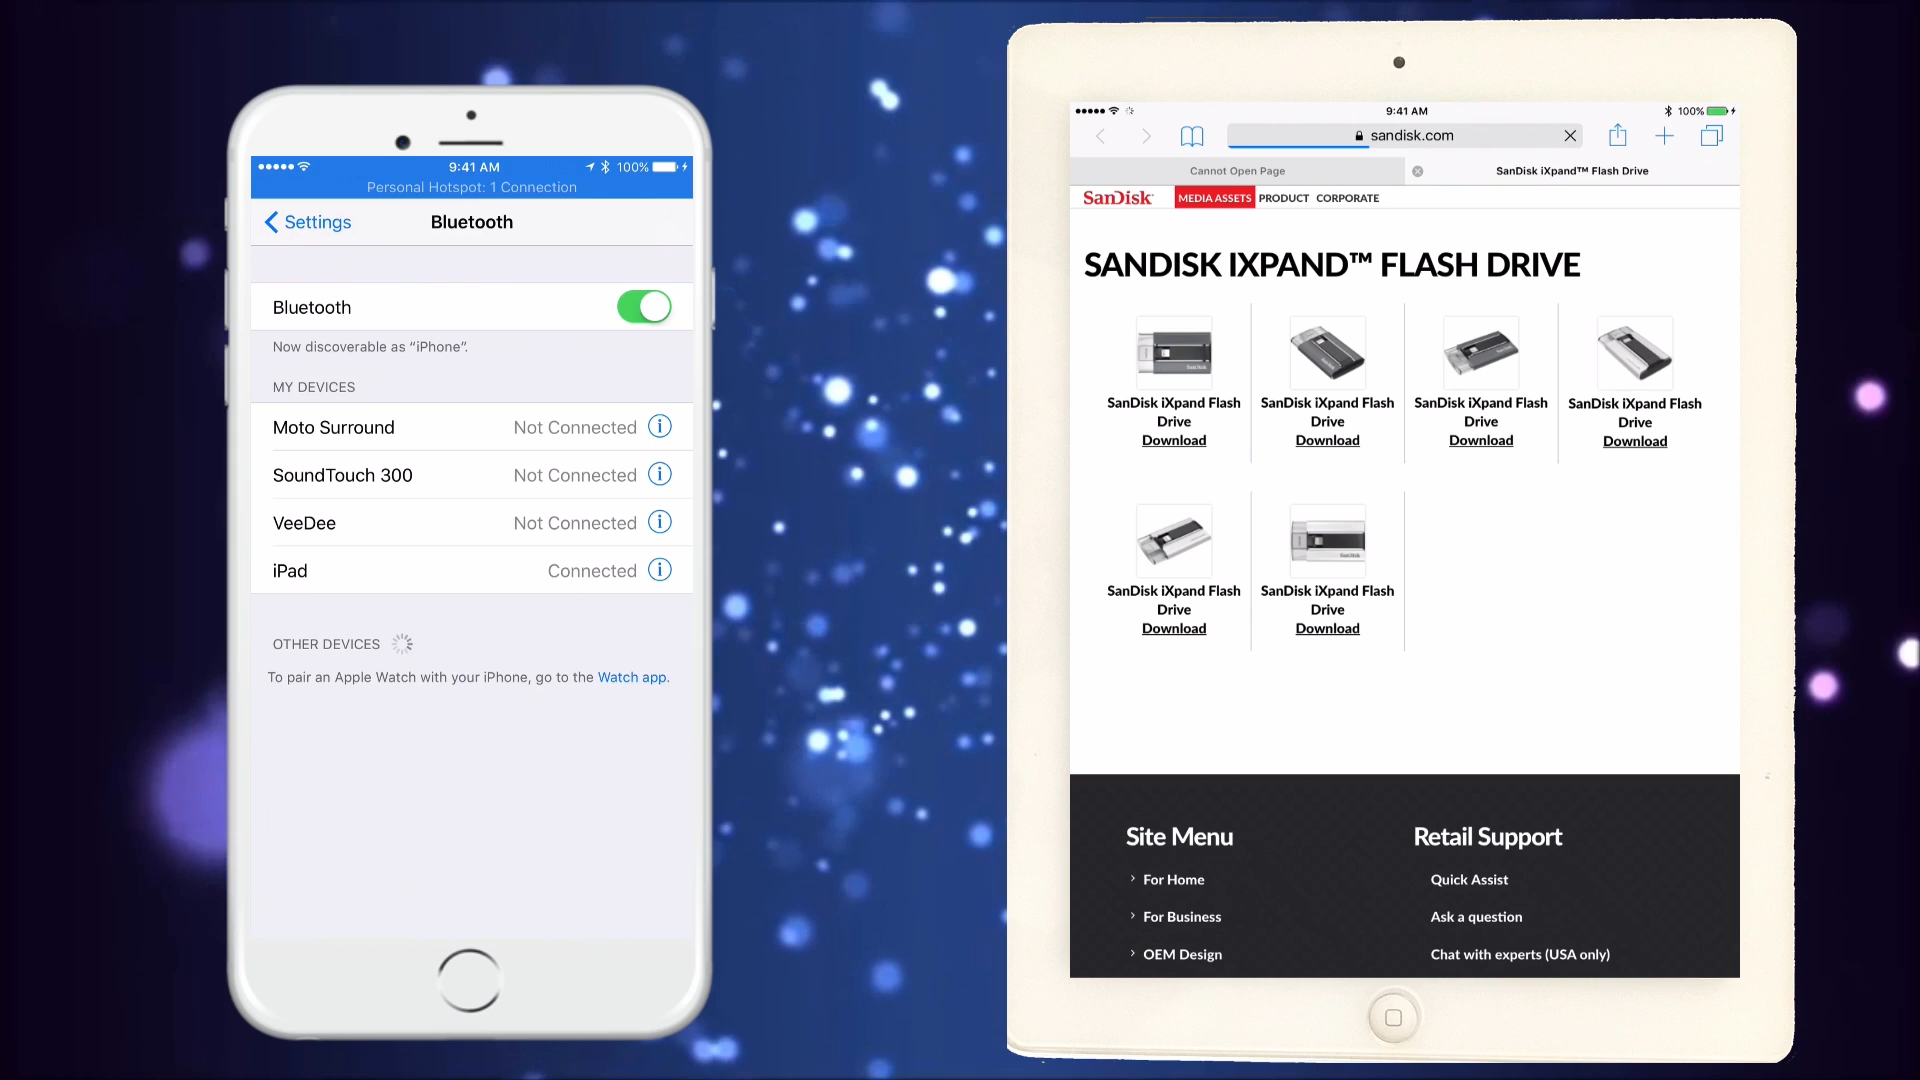 9:41 AM
100%
Personal Hotspot: 1 Connection
Settings
Bluetooth
Bluetooth
Now discoverable as “iPhone”.
MY DEVICES
Moto Surround Not Connected
SoundTouch 300 Not Connected
VeeDee Not Connected
iPad Connected
OTHER DEVICES
To pair an Apple Watch with your iPhone, go to the Watch app.
9:41 AM
100%
sandisk.com
Cannot Open Page
SanDisk iXpand™ Flash Drive
SanDisk MEDIA ASSETS PRODUCT CORPORATE
SANDISK IXPAND™ FLASH DRIVE
SanDisk iXpand Flash
Drive
Download
SanDisk iXpand Flash
Drive
Download
SanDisk iXpand Flash
Drive
Download
SanDisk iXpand Flash
Drive
Download
SanDisk iXpand Flash
Drive
Download
SanDisk iXpand Flash
Drive
Download
Site Menu
For Home
For Business
OEM Design
Retail Support
Quick Assist
Ask a question
Chat with experts (USA only)